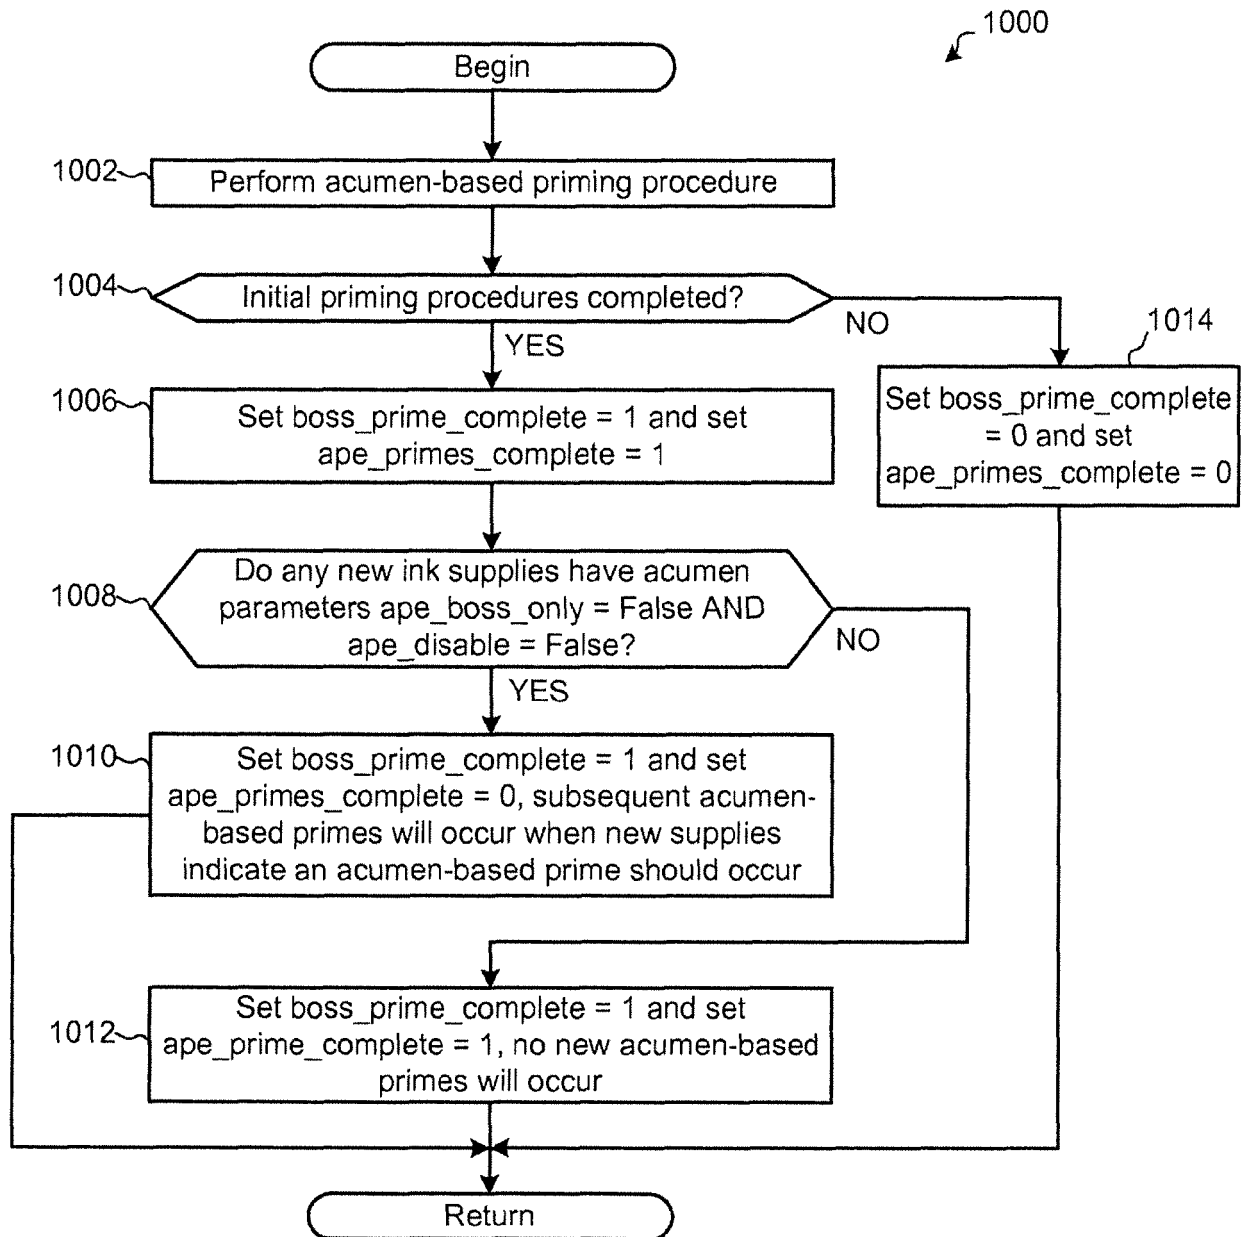 1000
Begin
1002
Perform acumen-based priming procedure
1004
Initial priming procedures completed?
NO
YES
1014
1006
Set boss_prime_complete = 1 and set
ape_primes_complete = 1
Set boss_prime_complete
= 0 and set
ape_primes_complete = 0
1008
Do any new ink supplies have acumen
parameters ape_boss_only = False AND
ape_disable = False?
NO
YES
1010
Set boss_prime_complete = 1 and set
ape_primes_complete = 0, subsequent acumen-
based primes will occur when new supplies
indicate an acumen-based prime should occur
1012
Set boss_prime_complete = 1 and set
ape_prime_complete = 1, no new acumen-based
primes will occur
Return